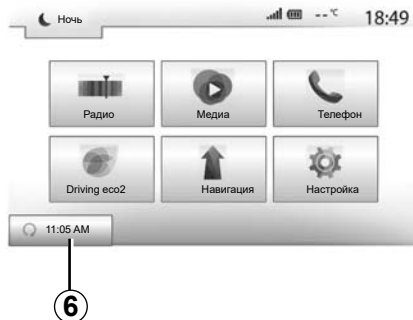 Ночь
--°C 18:49
Радио Медиа Телефон
Driving eco2 Навигация Настройка
11:05 AM
6